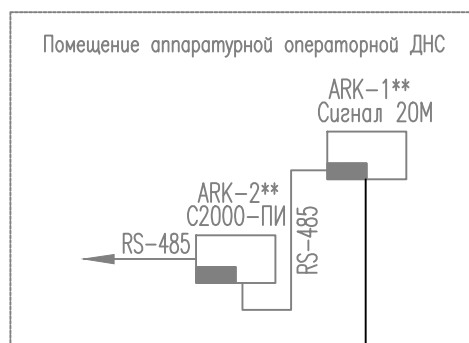 Помещение аппаратурной операторной ДНС
ARK-1**
Сигнал 20М
ARK-2**
С2000-ПИ
RS-485
RS-485